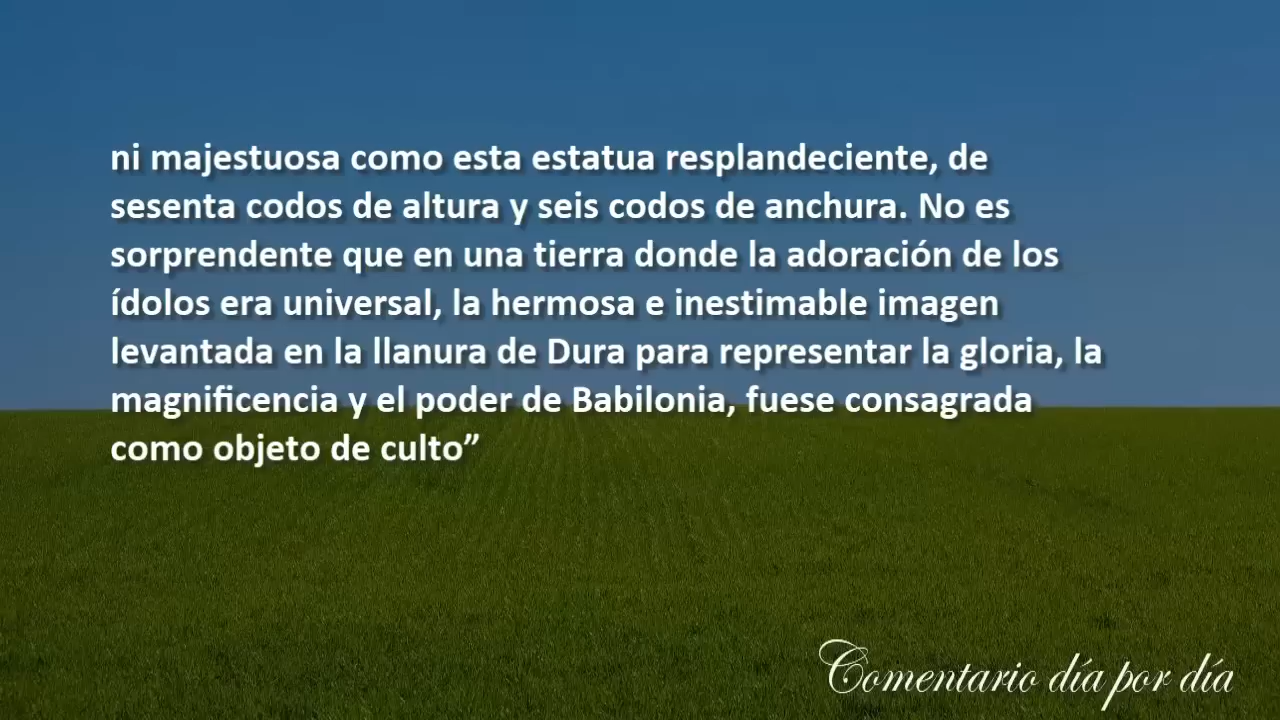 ni majestuosa como esta estatua resplandeciente, de
sesenta codos de altura y seis codos de anchura. No es
sorprendente que en una tierra donde la adoración de los
ídolos era universal, la hermosa e inestimable imagen
levantada en la llanura de Dura para representar la gloria, la
magnificencia y el poder de Babilonia, fuese consagrada
como objeto de culto”
Comentario día por día